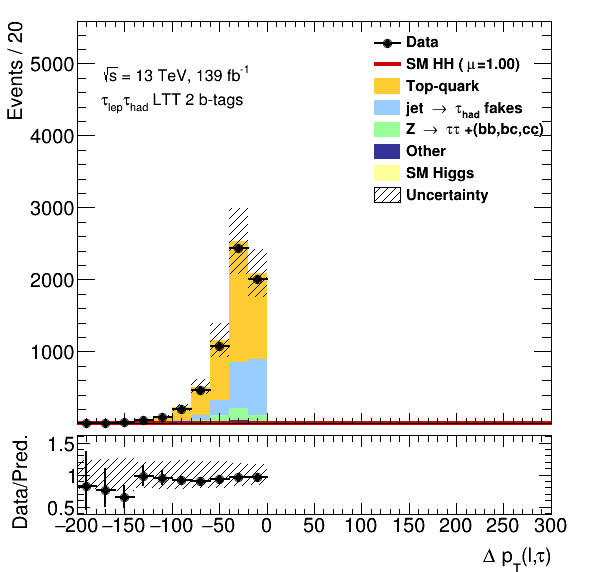 Events / 20
5000
4000
3000
2000
1000
√s = 13 TeV, 139 fb⁻¹
τlepτhad LTT 2 b-tags
Data
SM HH ( μ=1.00)
Top-quark
jet → τhad fakes
Z → ττ +(bb,bc,cc)
Other
SM Higgs
Uncertainty
Data/Pred.
1.5
1
0.5
−200 −150 −100 −50 0 50 100 150 200 250 300
Δ pT(l,τ)